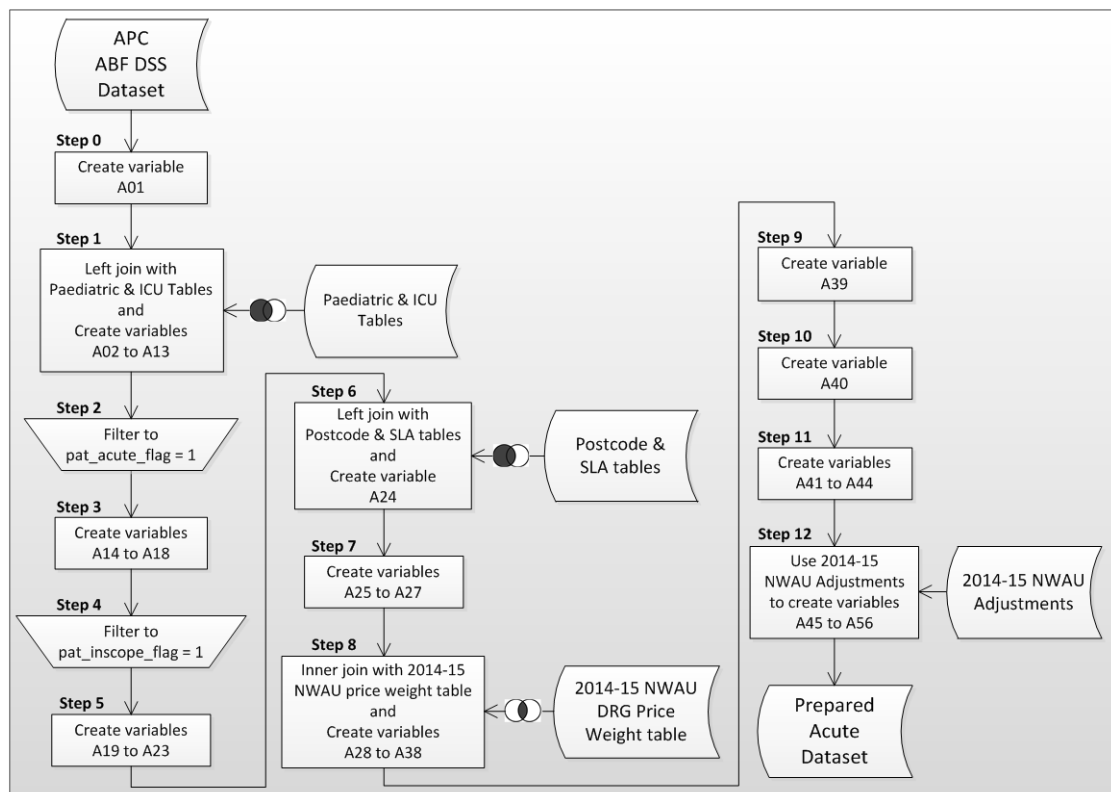 APC
ABF DSS
Dataset
Step 0
Create variable
A01
Step 1
Left join with
Paediatric & ICU Tables
and
Create variables
A02 to A13
Paediatric & ICU
Tables
Step 2
Filter to
pat_acute_flag = 1
Step 3
Create variables
A14 to A18
Step 4
Filter to
pat_inscope_flag = 1
Step 5
Create variables
A19 to A23
Step 6
Left join with
Postcode & SLA tables
and
Create variable
A24
Postcode &
SLA tables
Step 7
Create variables
A25 to A27
Step 8
Inner join with 2014-15
NWAU price weight table
and
Create variables
A28 to A38
2014-15 NWAU
DRG Price
Weight table
Step 9
Create variable
A39
Step 10
Create variable
A40
Step 11
Create variables
A41 to A44
Step 12
Use 2014-15
NWAU Adjustments
to create variables
A45 to A56
2014-15 NWAU
Adjustments
Prepared
Acute
Dataset